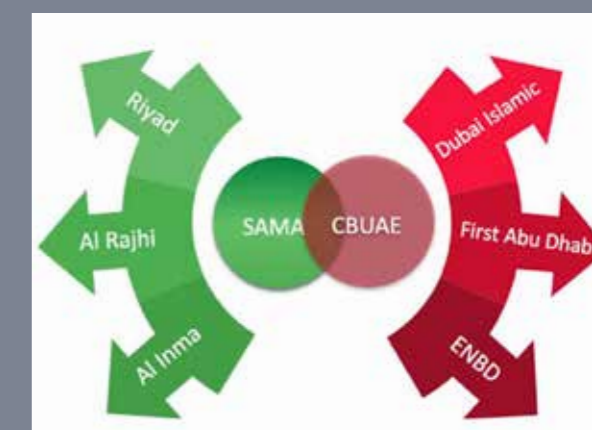 Riyad
Al Rajhi
Al Inma
SAMA
CBUAE
Dubai Islamic
First Abu Dhab
ENBD